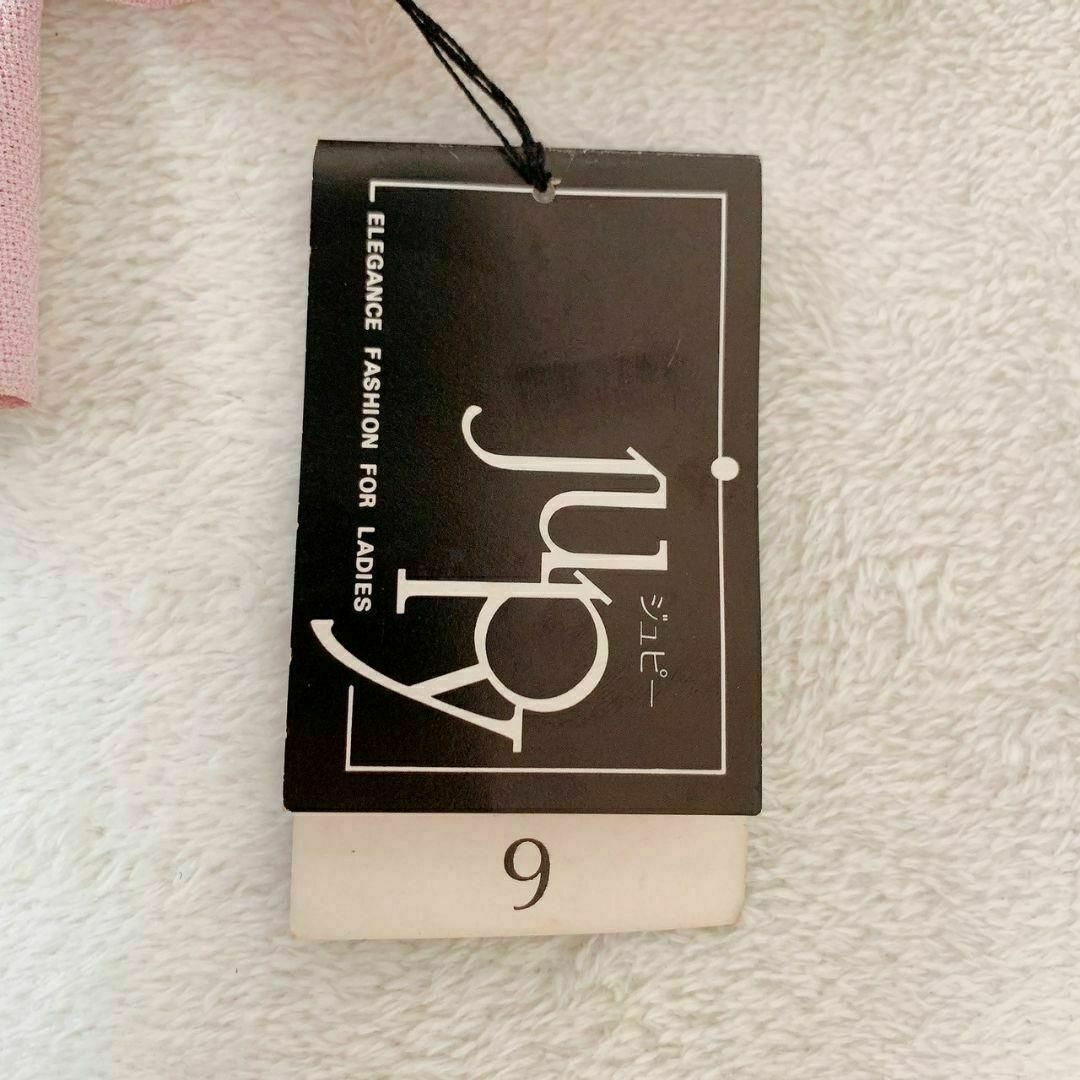 ジュピー
Jupy
ELEGANCE FASHION FOR LADIES
9